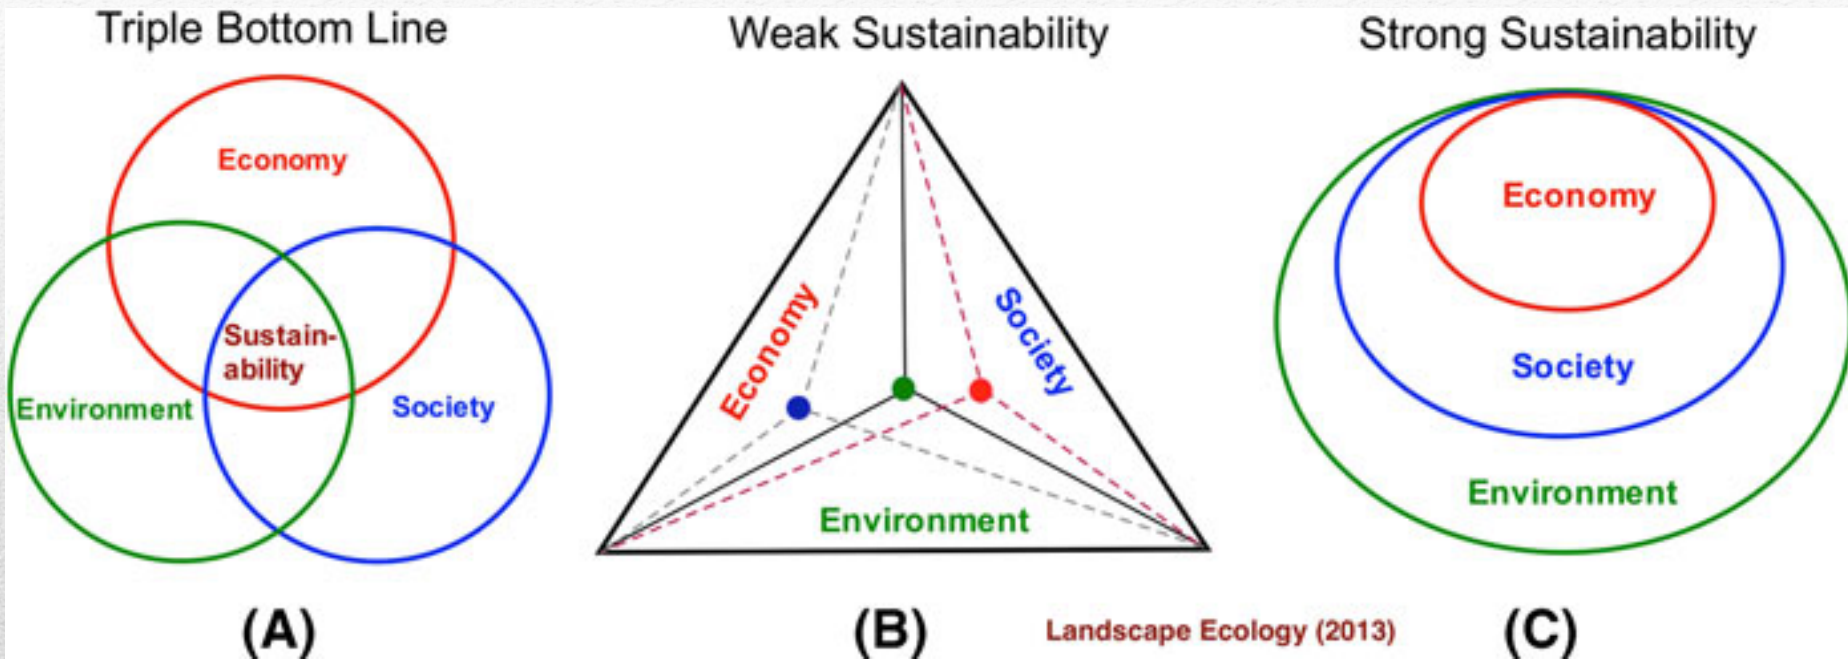 Triple Bottom Line
Economy
Sustain-
ability
Environment
Society
(A)
Weak Sustainability
Economy
Society
Environment
(B)
Landscape Ecology (2013)
Strong Sustainability
Economy
Society
Environment
(C)